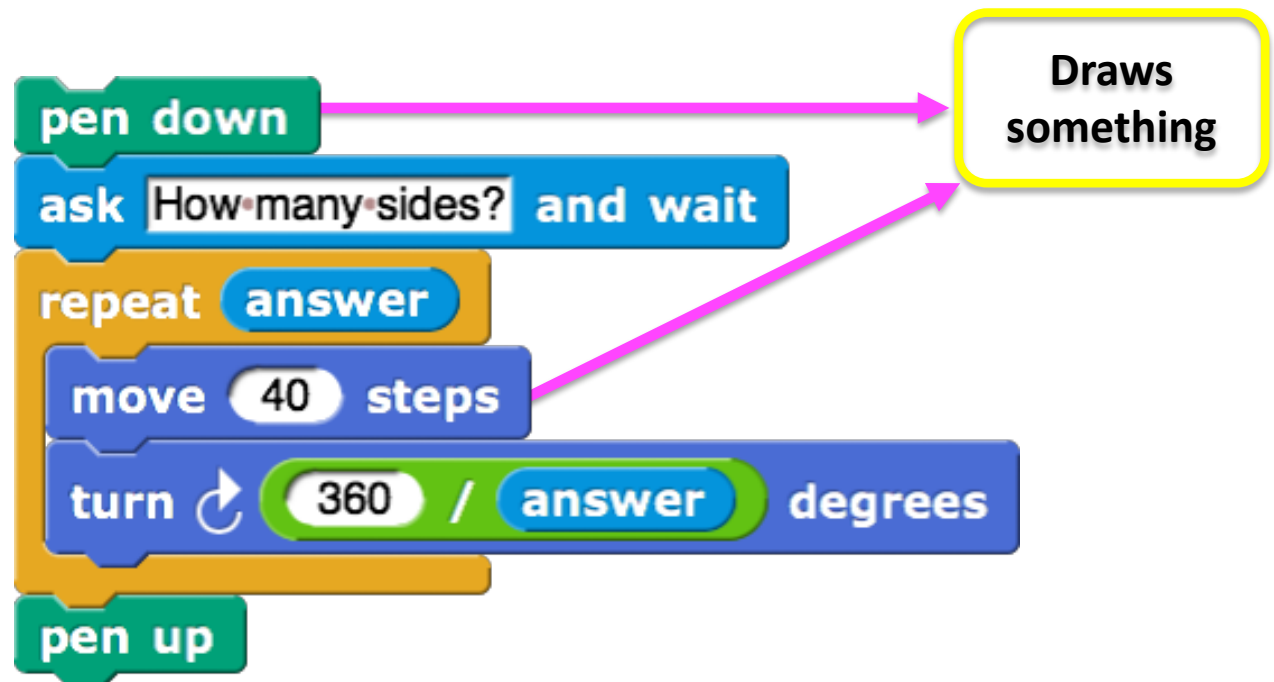 pen down
ask How many sides? and wait
repeat answer
move 40 steps
turn 360 / answer degrees
pen up
Draws
something